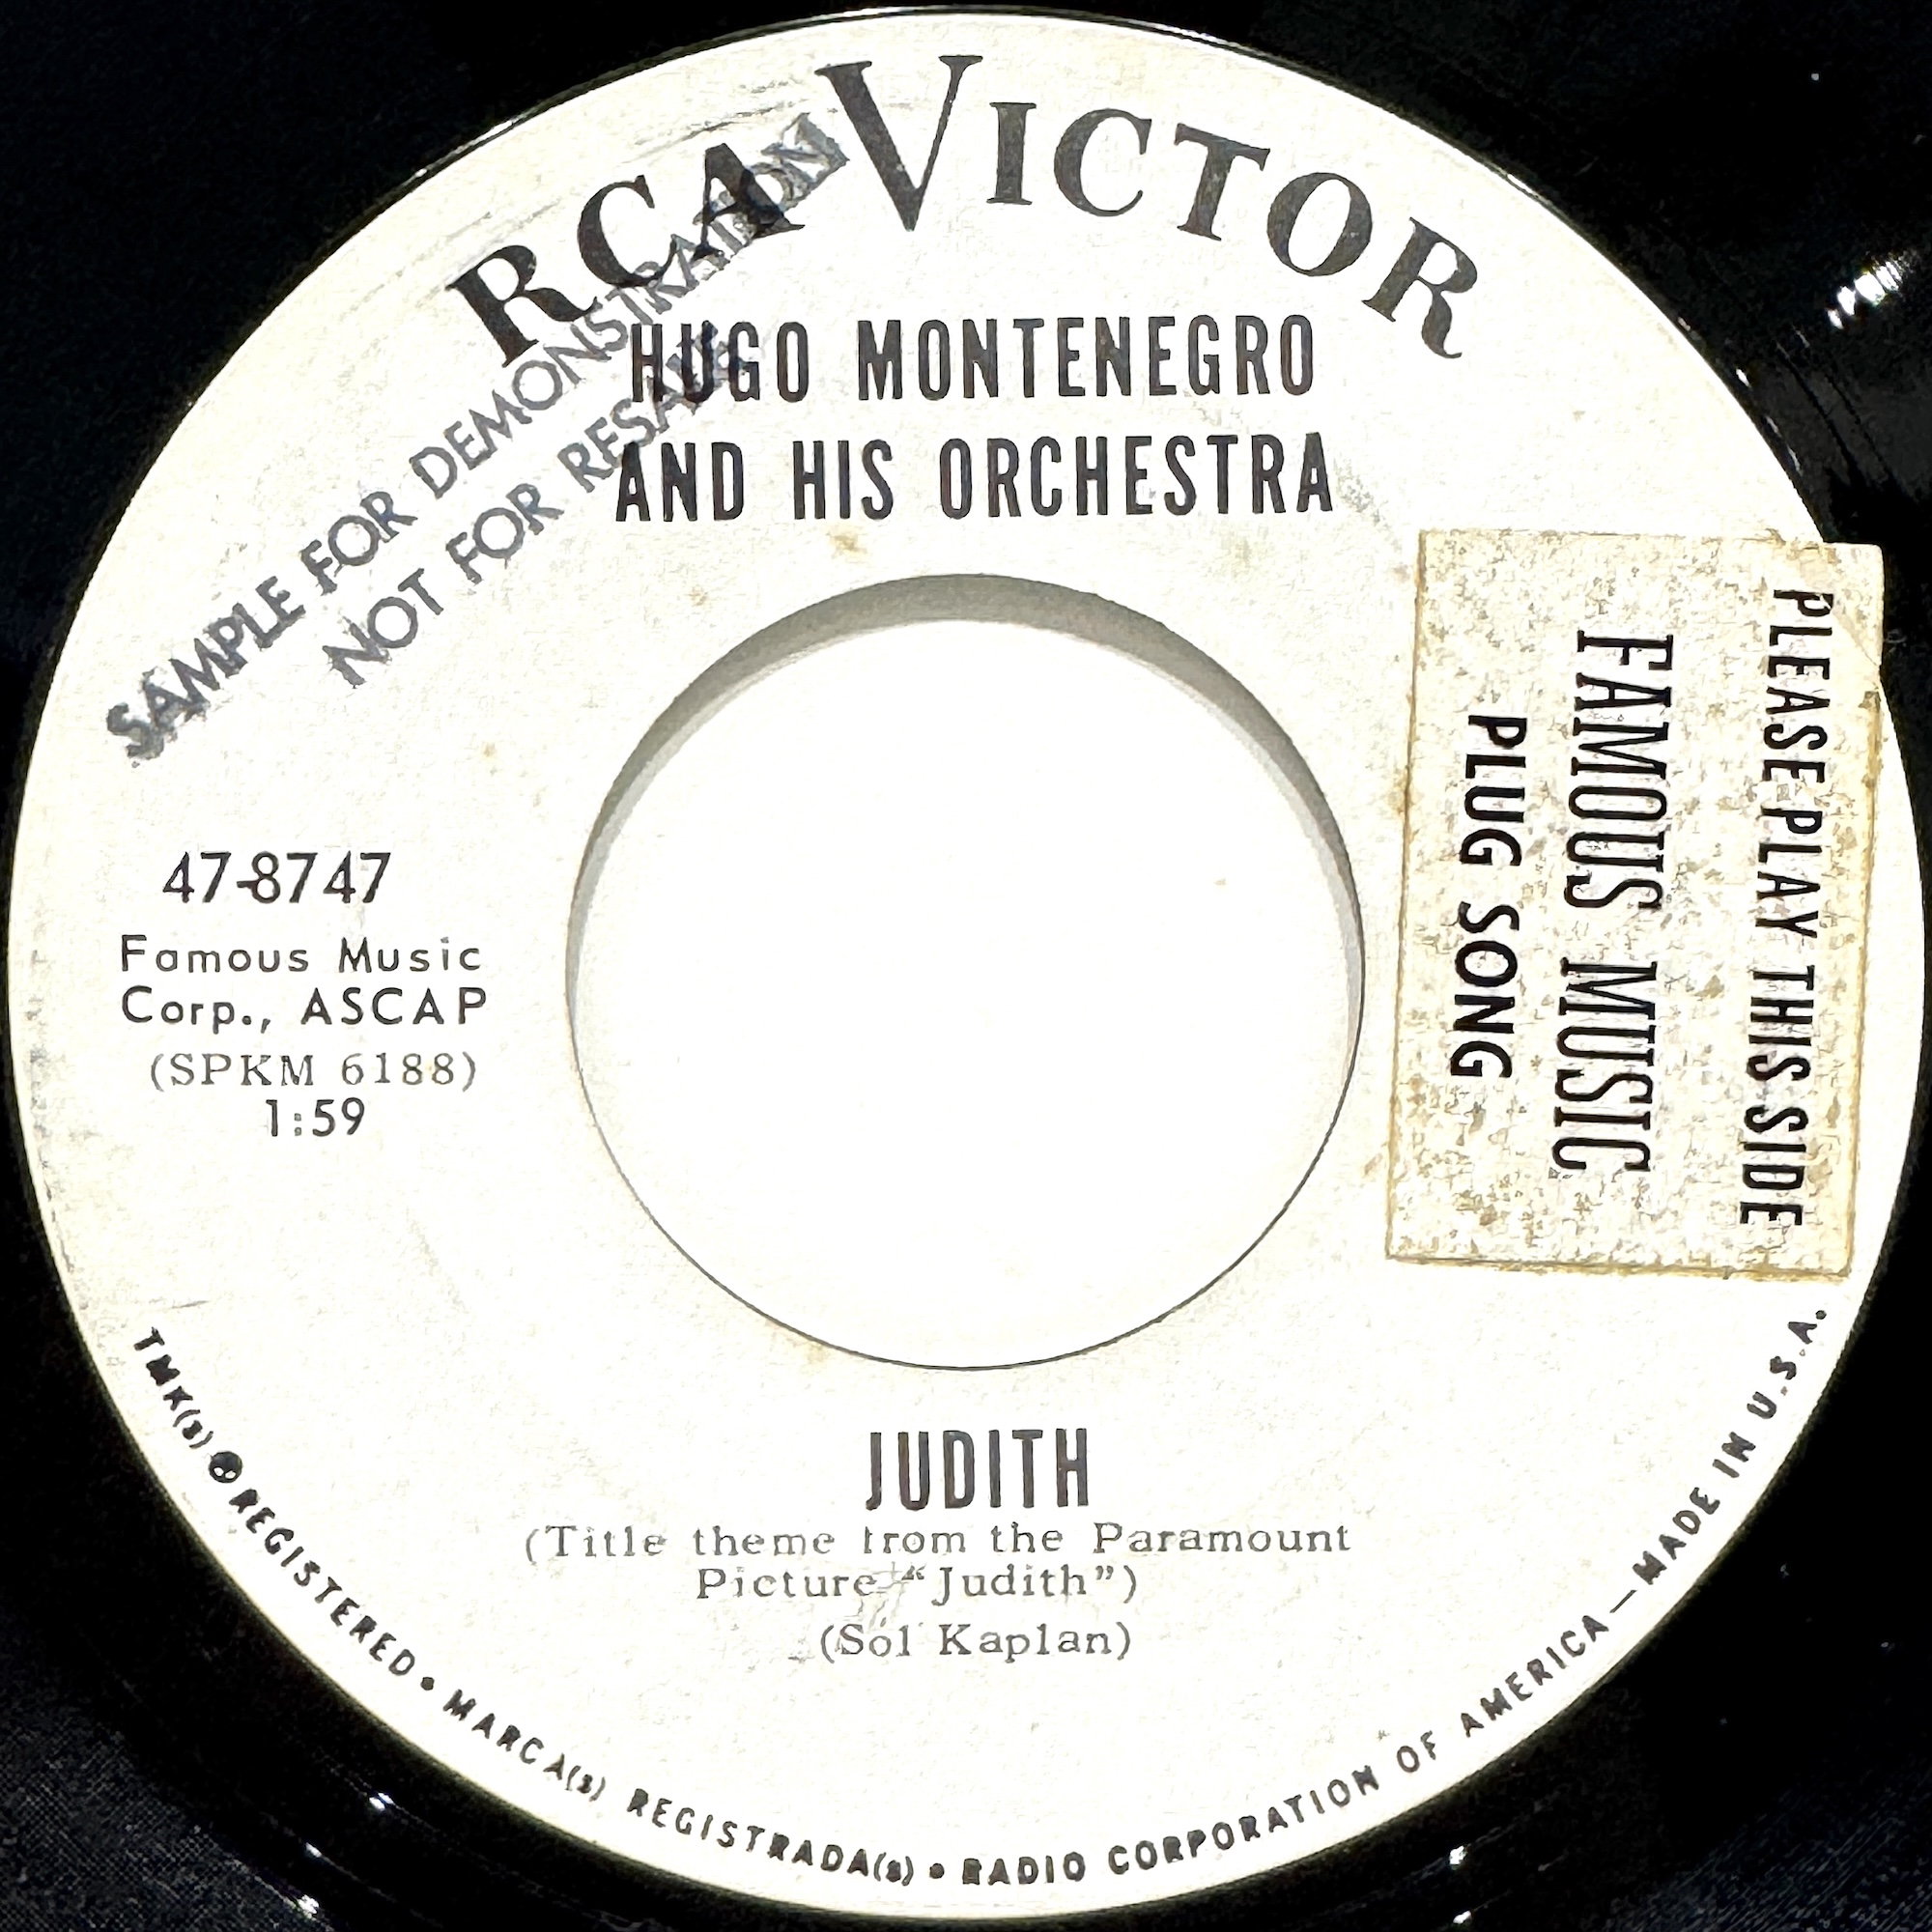 RCA VICTOR
SAMPLE FOR DEMONSTRATION
NOT FOR RESALE
HUGO MONTENEGRO
AND HIS ORCHESTRA
47-8747
Famous Music
Corp., ASCAP
(SPKM 6188)
1:59
PLEASE PLAY THIS SIDE
FAMOUS MUSIC
PLUG SONG
JUDITH
(Title theme from the Paramount
Picture “Judith”)
(Sol Kaplan)
TMK(s) ® REGISTERED • MARCA(s) REGISTRADA(s) • RADIO CORPORATION OF AMERICA—MADE IN U.S.A.